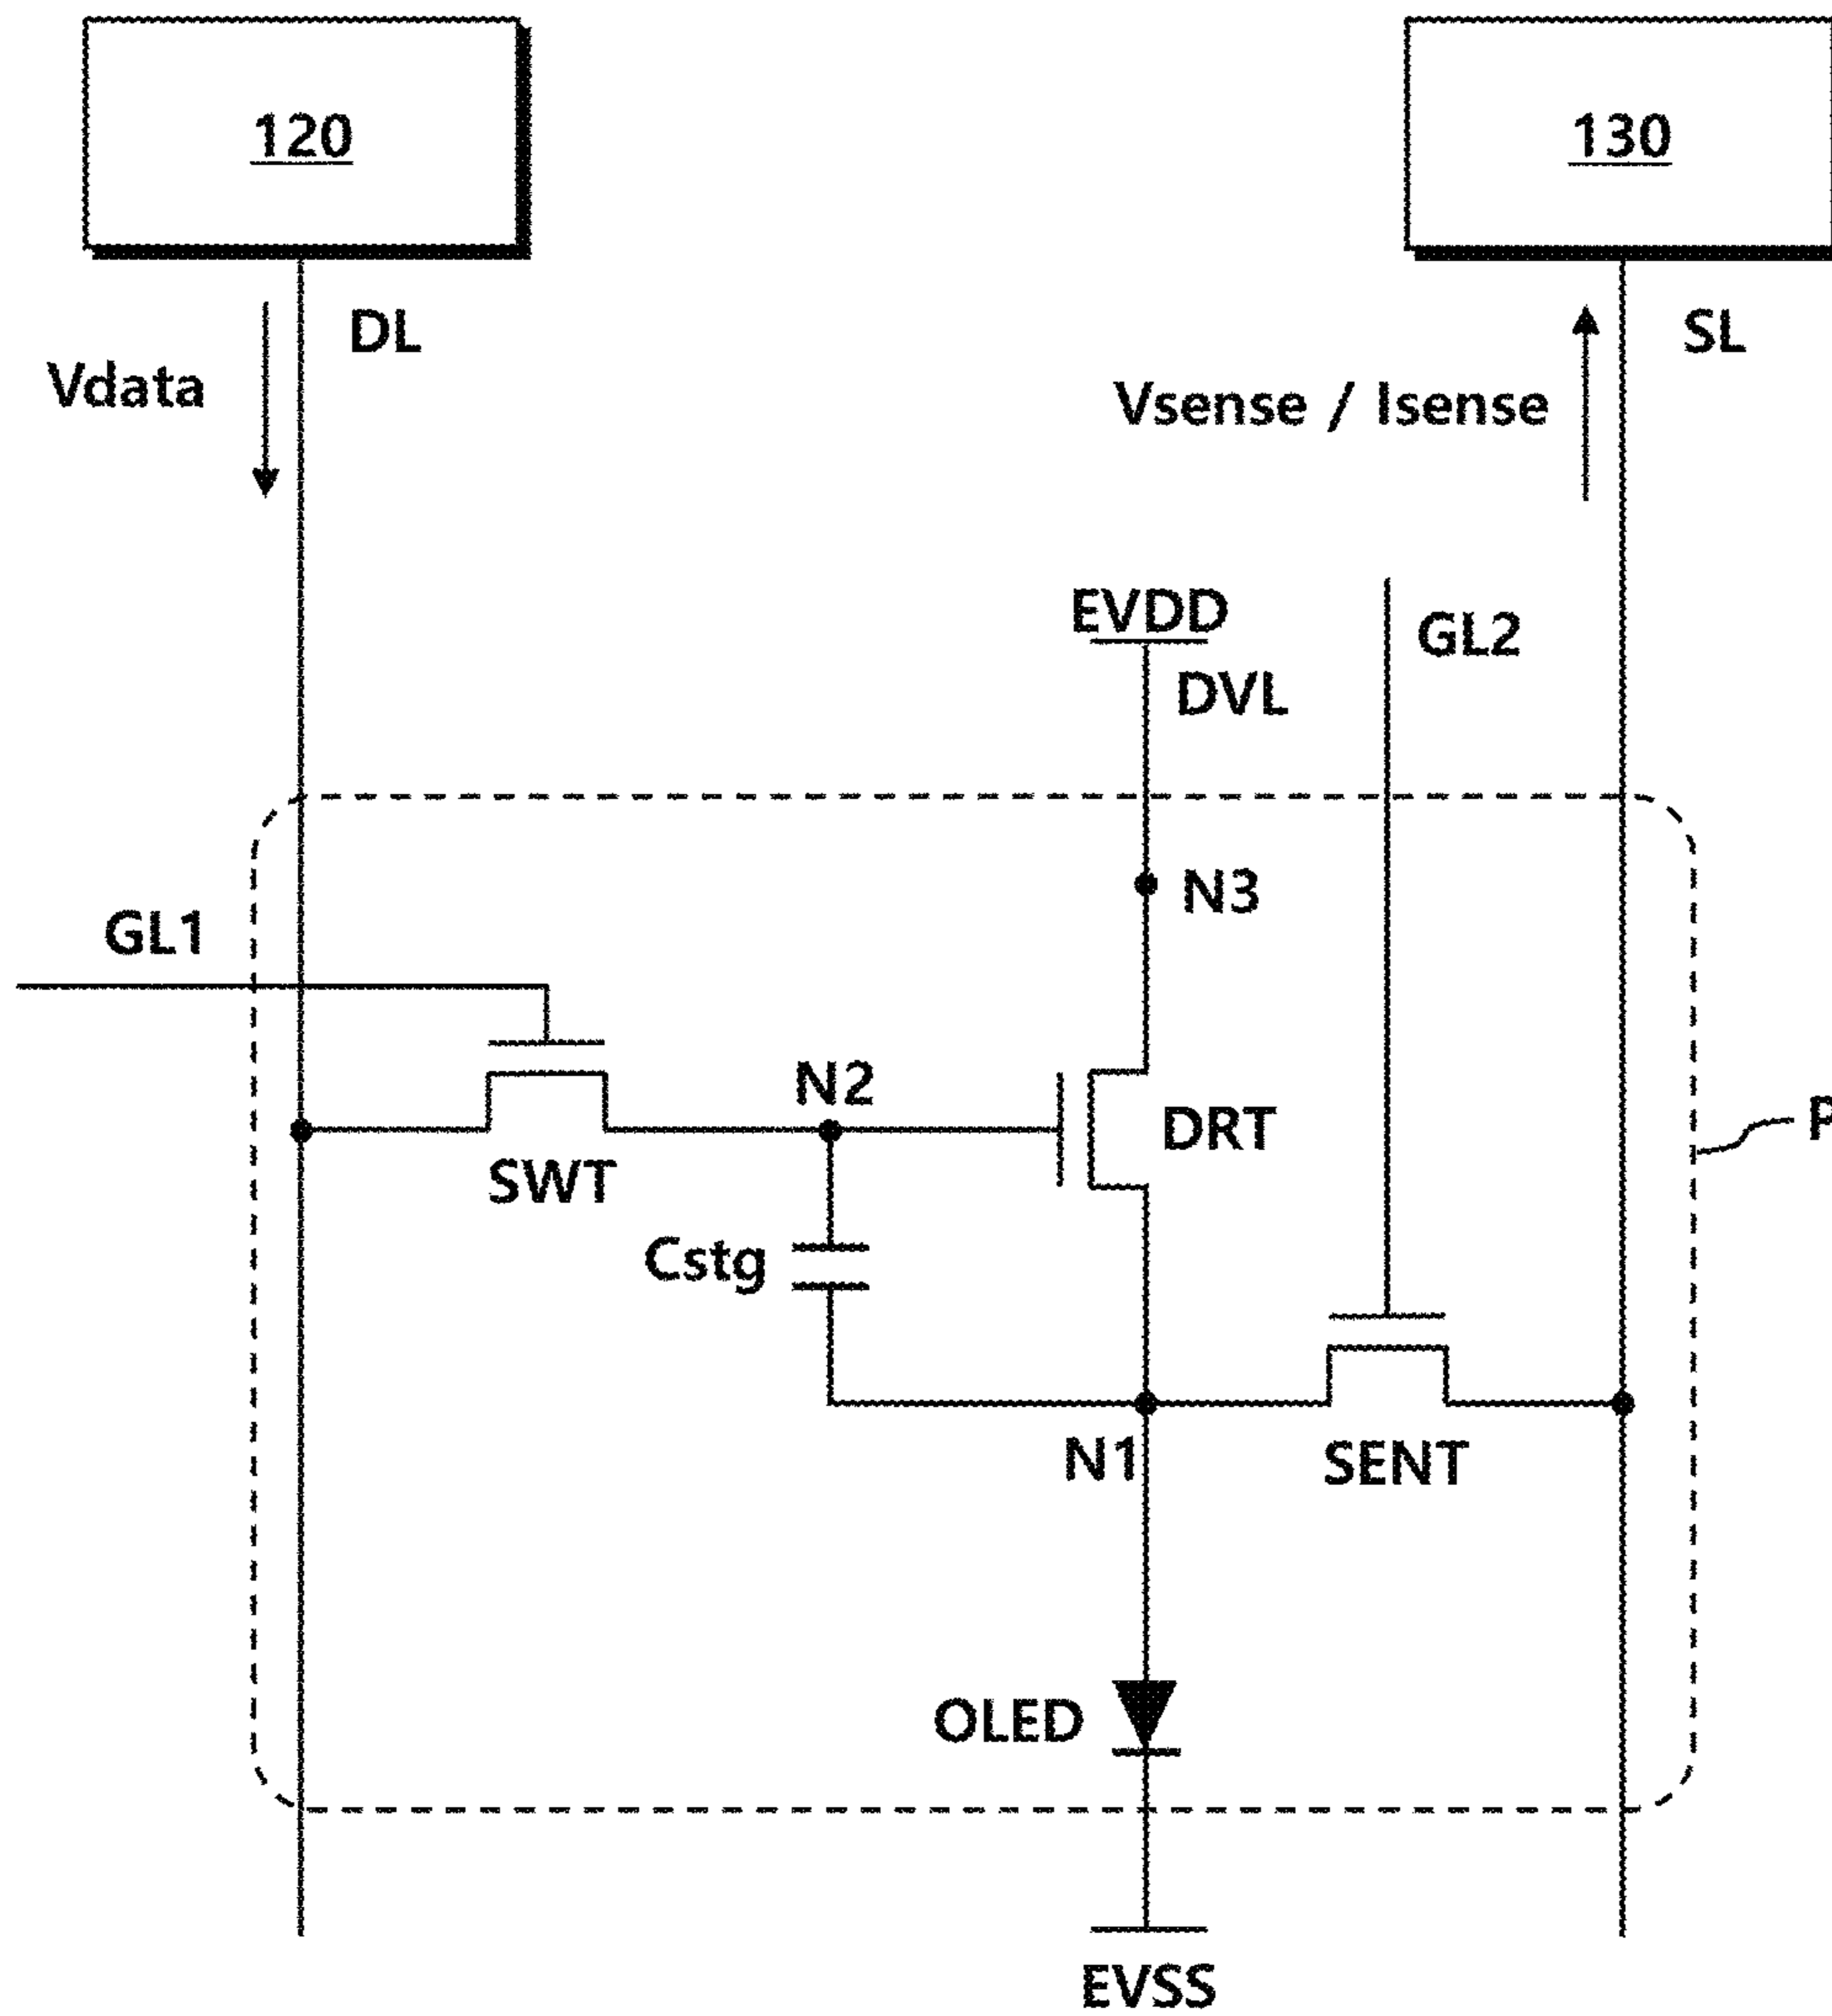 120
130
DL
SL
Vdata
Vsense / Isense
EVDD
GL2
DVL
N3
GL1
N2
DRT
P
SWT
Cstg
N1
SENT
OLED
EVSS